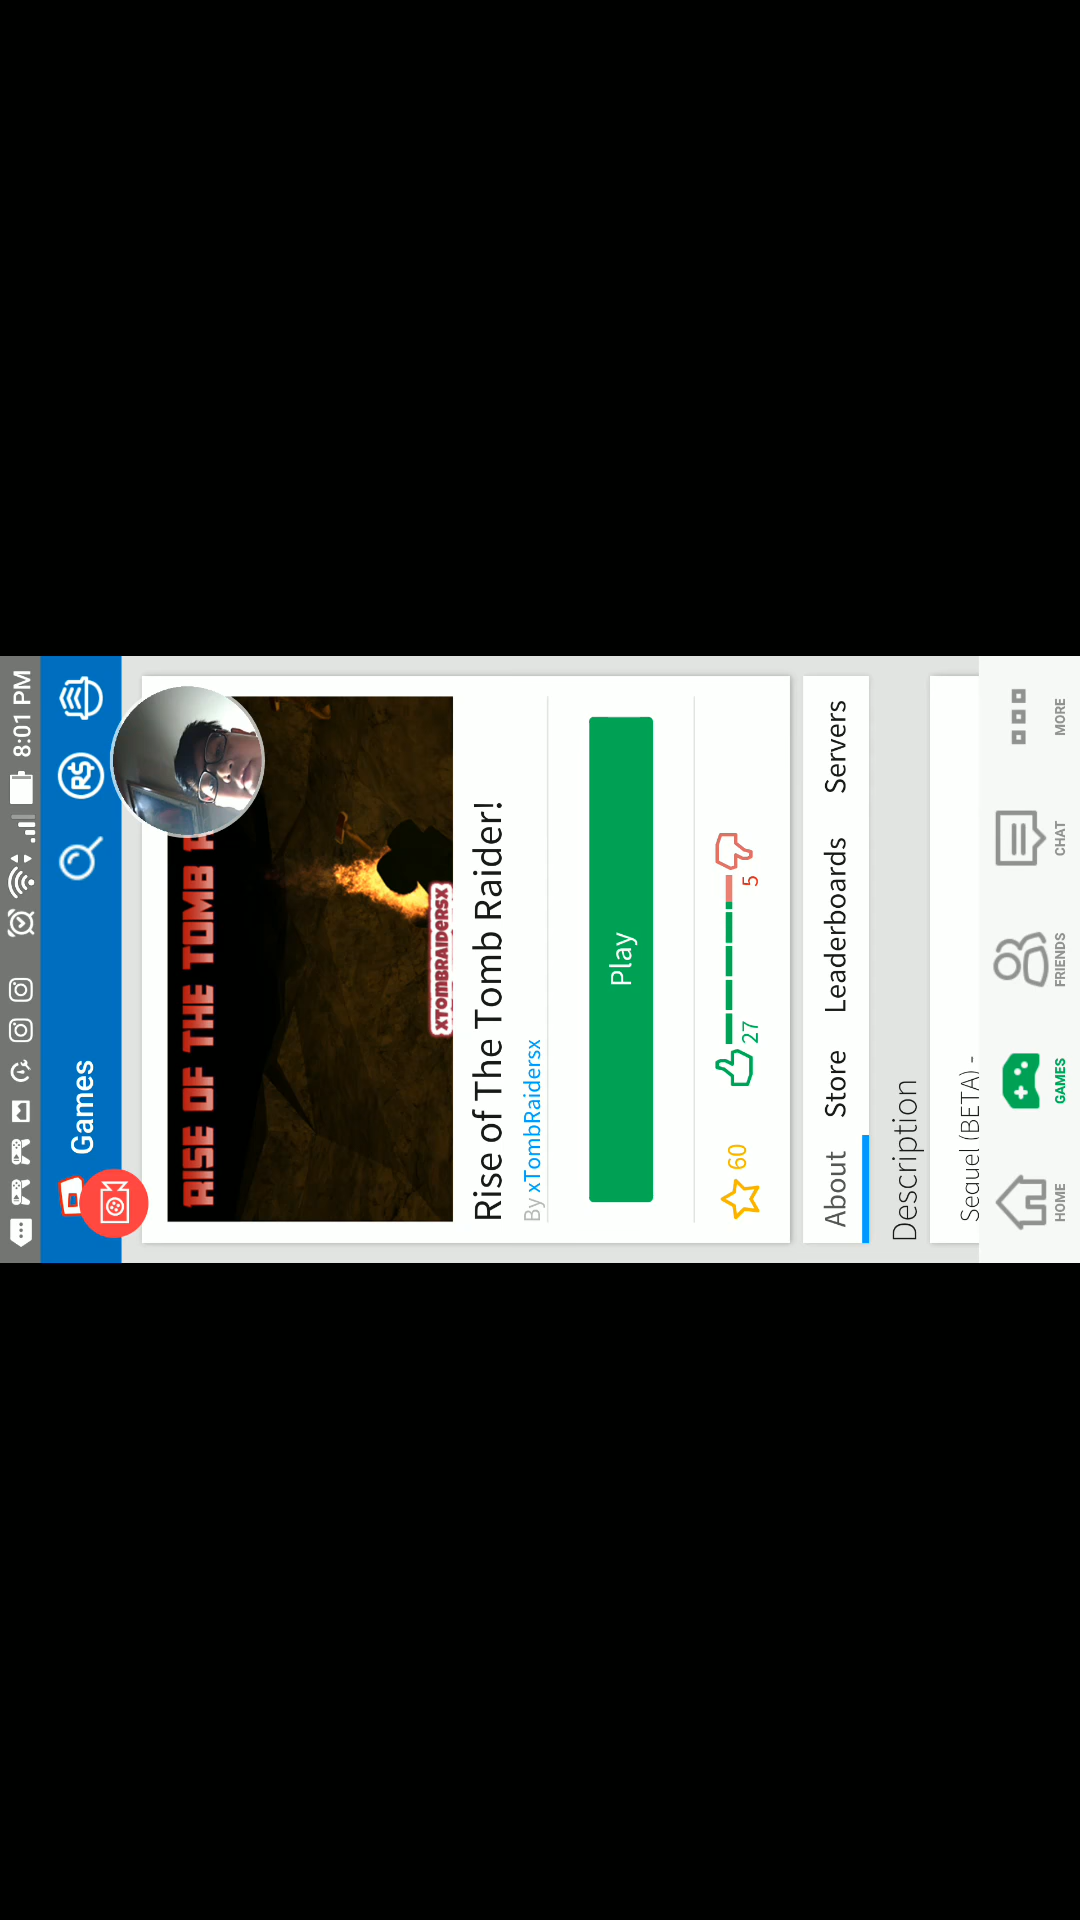 8:01 PM
Games
R$
RISE OF THE TOMB R
xTOMBRAIDERSX
Rise of The Tomb Raider!
By xTombRaidersx
Play
60
27
5
About Store Leaderboards Servers
Description
Sequel (BETA) -
HOME GAMES FRIENDS CHAT MORE